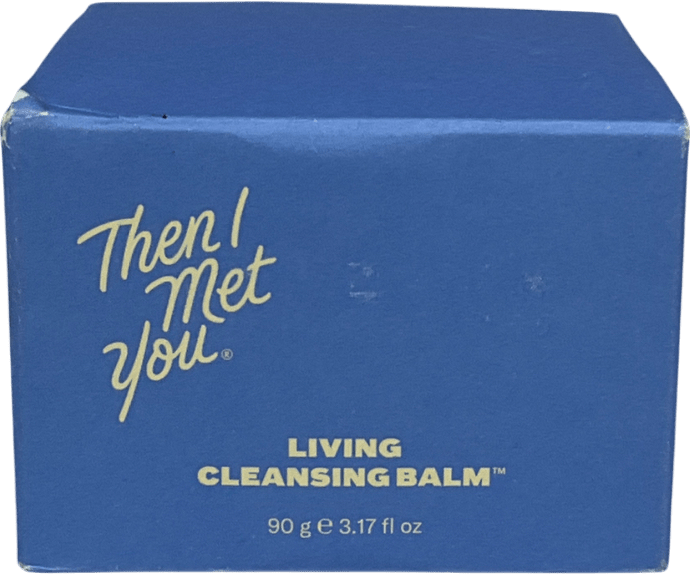 Then I
Met
You®
LIVING
CLEANSING BALM™
90 g ℮ 3.17 fl oz